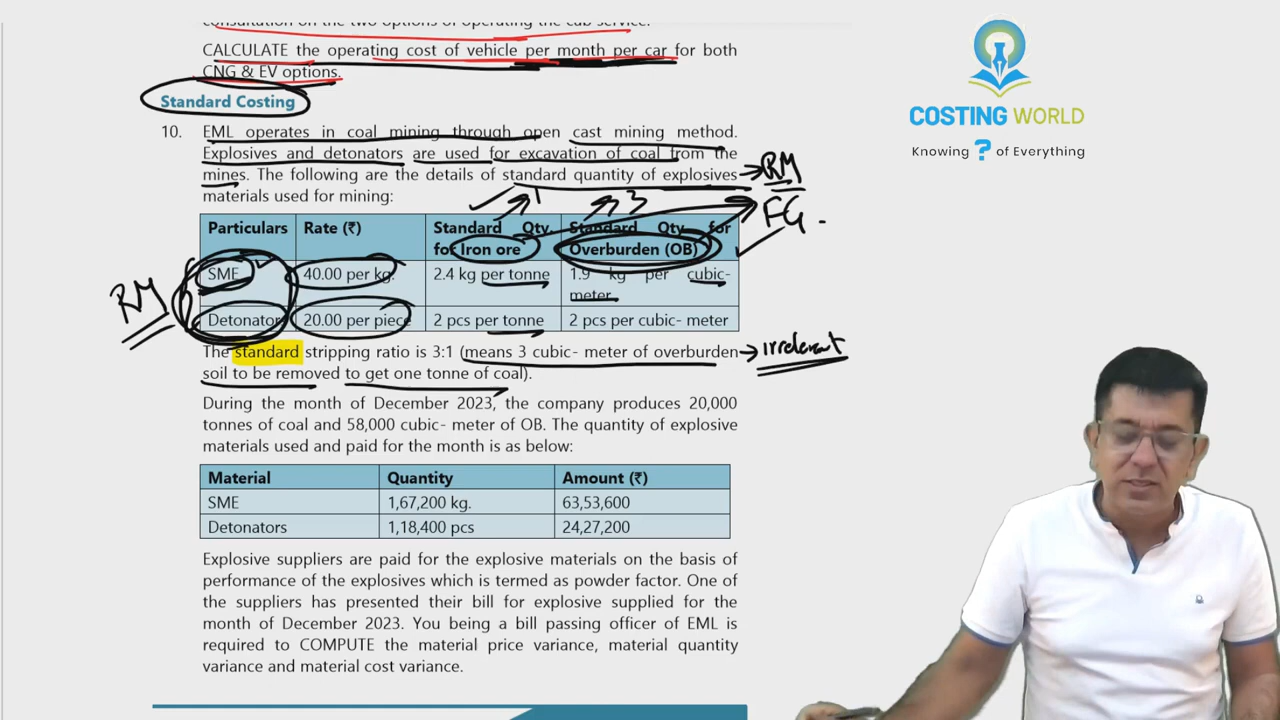 consultation on the two options of operating the cab service.
CALCULATE the operating cost of vehicle per month per car for both
CNG & EV options.
Standard Costing
10. EML operates in coal mining through open cast mining method.
Explosives and detonators are used for excavation of coal from the
mines. The following are the details of standard quantity of explosives
materials used for mining:
RM
FG
1
3
Particulars Rate (₹) Standard Qty. for Iron ore Standard Qty for Overburden (OB)
SME 40.00 per kg. 2.4 kg per tonne 1.9 kg per cubic-
meter
Detonator 20.00 per piece 2 pcs per tonne 2 pcs per cubic- meter
RM
The standard stripping ratio is 3:1 (means 3 cubic- meter of overburden
soil to be removed to get one tonne of coal).
irrelevant
During the month of December 2023, the company produces 20,000
tonnes of coal and 58,000 cubic- meter of OB. The quantity of explosive
materials used and paid for the month is as below:
Material Quantity Amount (₹)
SME 1,67,200 kg. 63,53,600
Detonators 1,18,400 pcs 24,27,200
Explosive suppliers are paid for the explosive materials on the basis of
performance of the explosives which is termed as powder factor. One of
the suppliers has presented their bill for explosive supplied for the
month of December 2023. You being a bill passing officer of EML is
required to COMPUTE the material price variance, material quantity
variance and material cost variance.
COSTING WORLD
Knowing ? of Everything